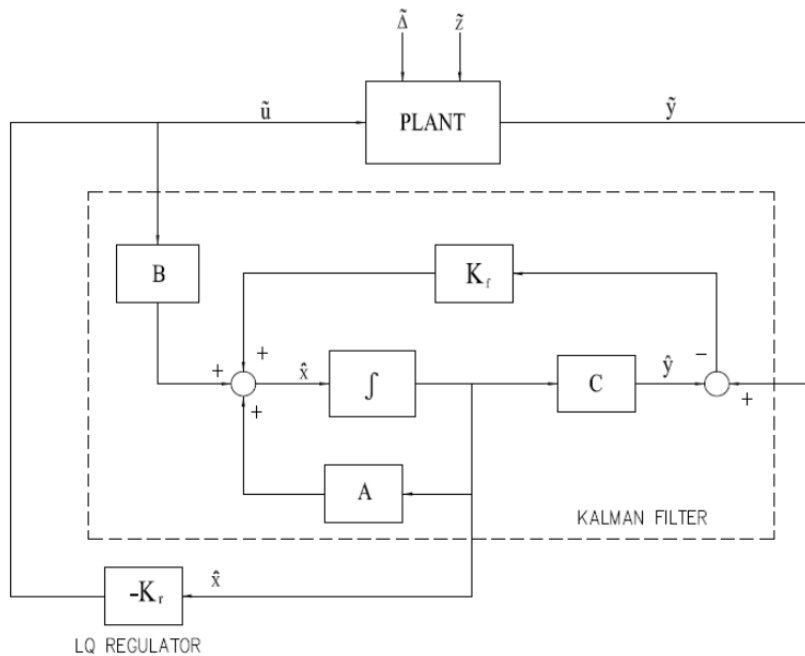 Δ̃ z̃
ũ PLANT ỹ
B K_f
+ + x̂ ∫ C ŷ −
+ +
A
KALMAN FILTER
-K_r x̂
LQ REGULATOR